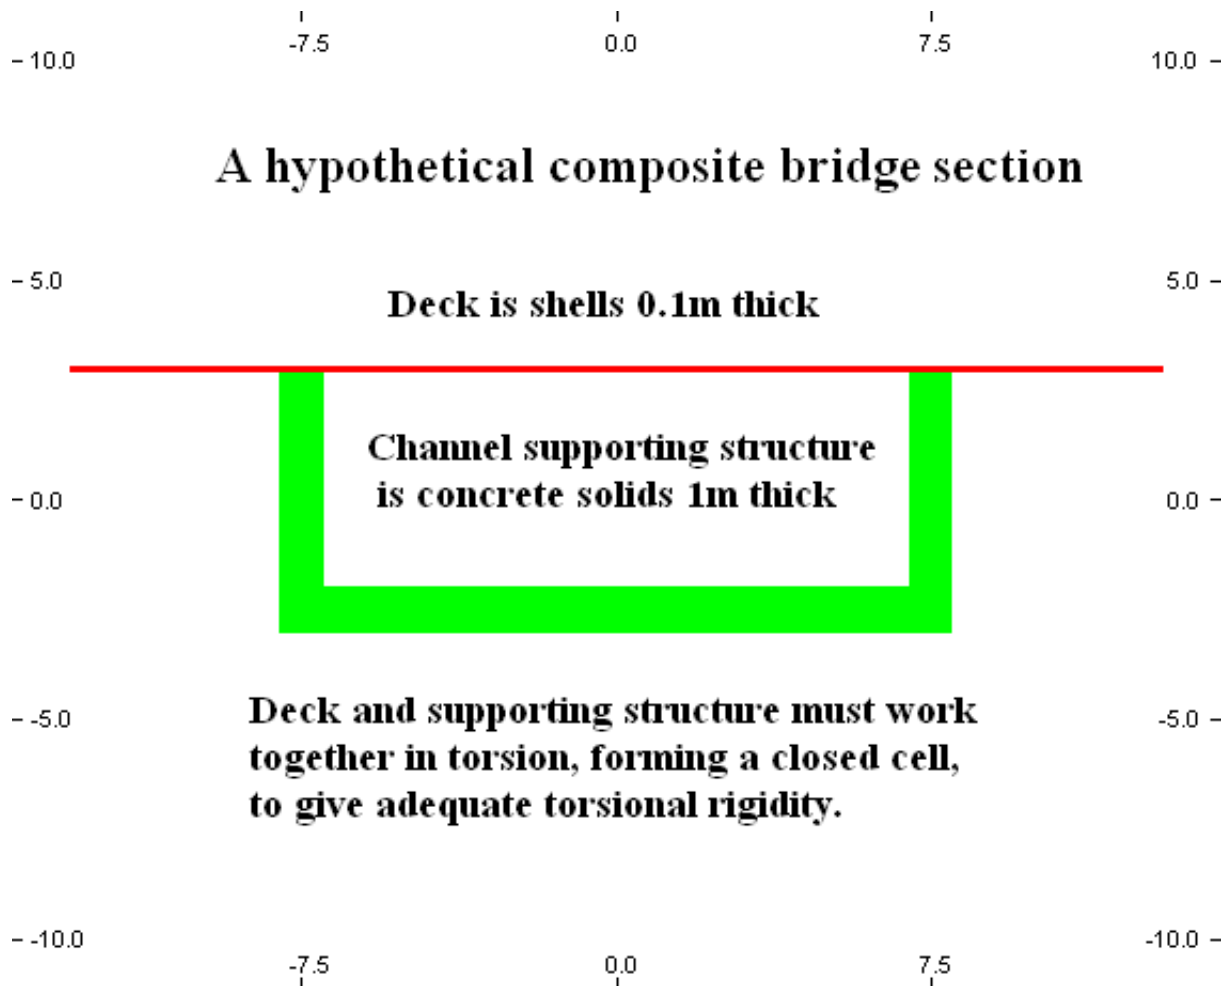 -7.5 0.0 7.5
10.0 10.0
A hypothetical composite bridge section
5.0 5.0
Deck is shells 0.1m thick
Channel supporting structure
is concrete solids 1m thick
0.0 0.0
Deck and supporting structure must work
-5.0 -5.0
together in torsion, forming a closed cell,
to give adequate torsional rigidity.
-10.0 -10.0
-7.5 0.0 7.5